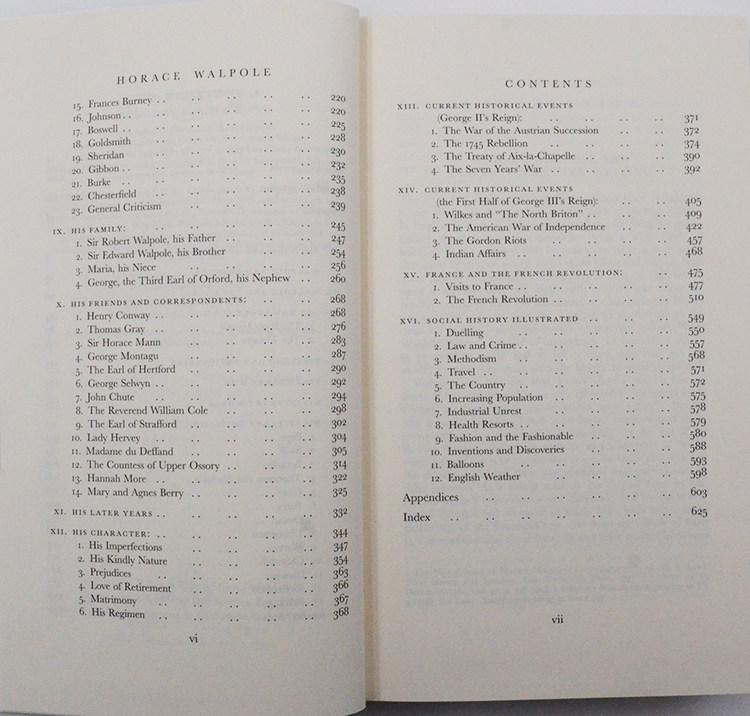 HORACE WALPOLE
15. Frances Burney . . . . . . . . . . 220
16. Johnson . . . . . . . . . . 220
17. Boswell . . . . . . . . . . 225
18. Goldsmith . . . . . . . . 228
19. Sheridan . . . . . . . . 230
20. Gibbon . . . . . . . . . . 232
21. Burke . . . . . . . . . . 235
22. Chesterfield . . . . . . . . 238
23. General Criticism . . . . . . . . 239
IX. HIS FAMILY: . . . . . . . . . . 245
1. Sir Robert Walpole, his Father . . . . . . 247
2. Sir Edward Walpole, his Brother . . . . . . 254
3. Maria, his Niece . . . . . . . . 256
4. George, the Third Earl of Orford, his Nephew . . 260
X. HIS FRIENDS AND CORRESPONDENTS: . . . . . . 268
1. Henry Conway . . . . . . . . . . 268
2. Thomas Gray . . . . . . . . 276
3. Sir Horace Mann . . . . . . . . 283
4. George Montagu . . . . . . . . 287
5. The Earl of Hertford . . . . . . . . 290
6. George Selwyn . . . . . . . . . . 292
7. John Chute . . . . . . . . 294
8. The Reverend William Cole . . . . . . 298
9. The Earl of Strafford . . . . . . . . 302
10. Lady Hervey . . . . . . . . 304
11. Madame du Deffand . . . . . . . . 305
12. The Countess of Upper Ossory . . . . . . . . 314
13. Hannah More . . . . . . . . . . 322
14. Mary and Agnes Berry . . . . . . . . 325
XI. HIS LATER YEARS . . . . . . . . . . 332
XII. HIS CHARACTER: . . . . . . . . . . 344
1. His Imperfections . . . . . . . . 347
2. His Kindly Nature . . . . . . . . 354
3. Prejudices . . . . . . . . 363
4. Love of Retirement . . . . . . . . 366
5. Matrimony . . . . . . . . 367
6. His Regimen . . . . . . . . 368
vi
CONTENTS
XIII. CURRENT HISTORICAL EVENTS
(George II's Reign): . . . . . . . . 371
1. The War of the Austrian Succession . . . . 372
2. The 1745 Rebellion . . . . . . . . 374
3. The Treaty of Aix-la-Chapelle . . . . . . 390
4. The Seven Years' War . . . . . . . . 392
XIV. CURRENT HISTORICAL EVENTS
(the First Half of George III's Reign): . . . . 405
1. Wilkes and "The North Briton" . . . . . . 409
2. The American War of Independence . . . . 422
3. The Gordon Riots . . . . . . . . 457
4. Indian Affairs . . . . . . . . . . 468
XV. FRANCE AND THE FRENCH REVOLUTION: . . 475
1. Visits to France . . . . . . . . . . 477
2. The French Revolution . . . . . . . . 510
XVI. SOCIAL HISTORY ILLUSTRATED . . . . . . 549
1. Duelling . . . . . . . . 550
2. Law and Crime . . . . . . . . . . 557
3. Methodism . . . . . . . . 568
4. Travel . . . . . . . . . . 571
5. The Country . . . . . . . . 572
6. Increasing Population . . . . . . 575
7. Industrial Unrest . . . . . . . . 578
8. Health Resorts . . . . . . . . . . 579
9. Fashion and the Fashionable . . . . . . 580
10. Inventions and Discoveries . . . . . . 588
11. Balloons . . . . . . . . 593
12. English Weather . . . . . . . . 598
Appendices . . . . . . . . . . 603
Index . . . . . . . . . . . . 625
vii